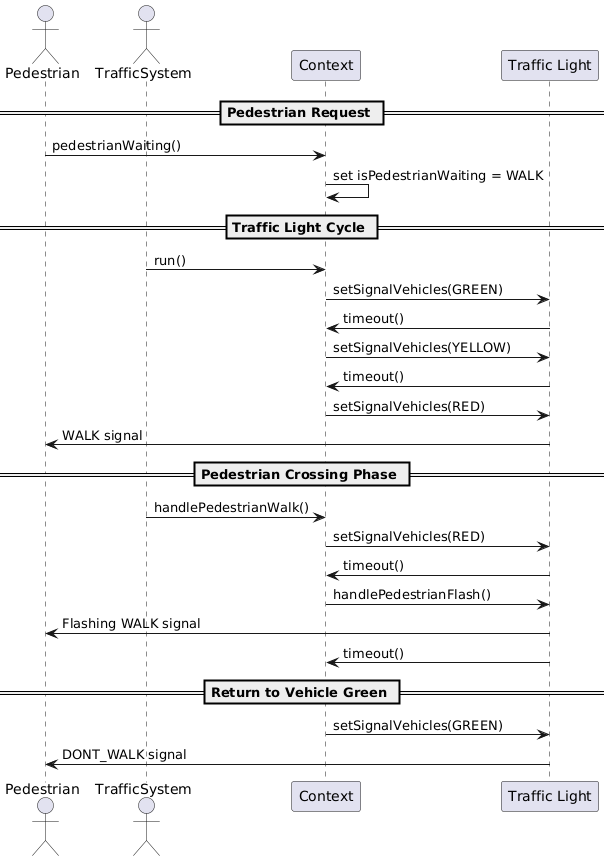 Pedestrian TrafficSystem Context Traffic Light
Pedestrian Request
pedestrianWaiting()
set isPedestrianWaiting = WALK
Traffic Light Cycle
run()
setSignalVehicles(GREEN)
timeout()
setSignalVehicles(YELLOW)
timeout()
setSignalVehicles(RED)
WALK signal
Pedestrian Crossing Phase
handlePedestrianWalk()
setSignalVehicles(RED)
timeout()
handlePedestrianFlash()
Flashing WALK signal
timeout()
Return to Vehicle Green
setSignalVehicles(GREEN)
DONT_WALK signal
Pedestrian TrafficSystem Context Traffic Light